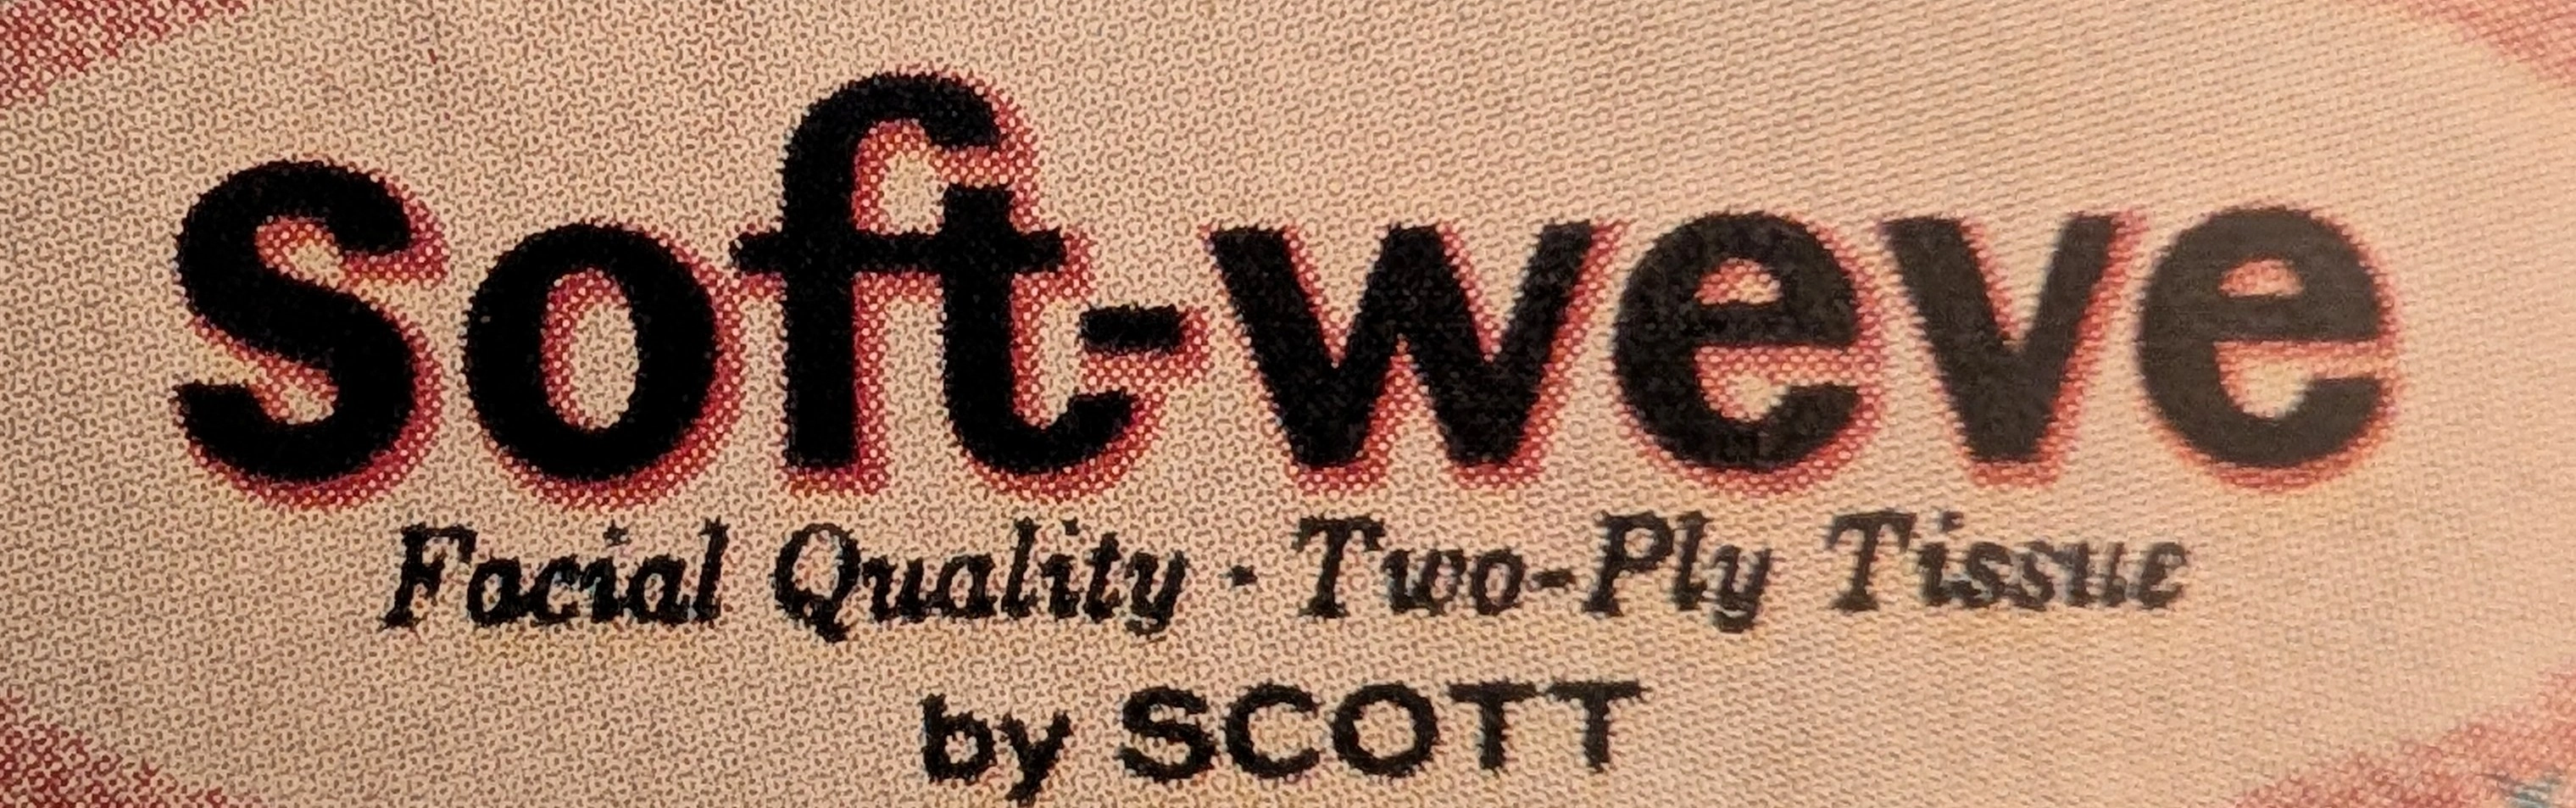 Soft-weve
Facial Quality · Two-Ply Tissue
by SCOTT